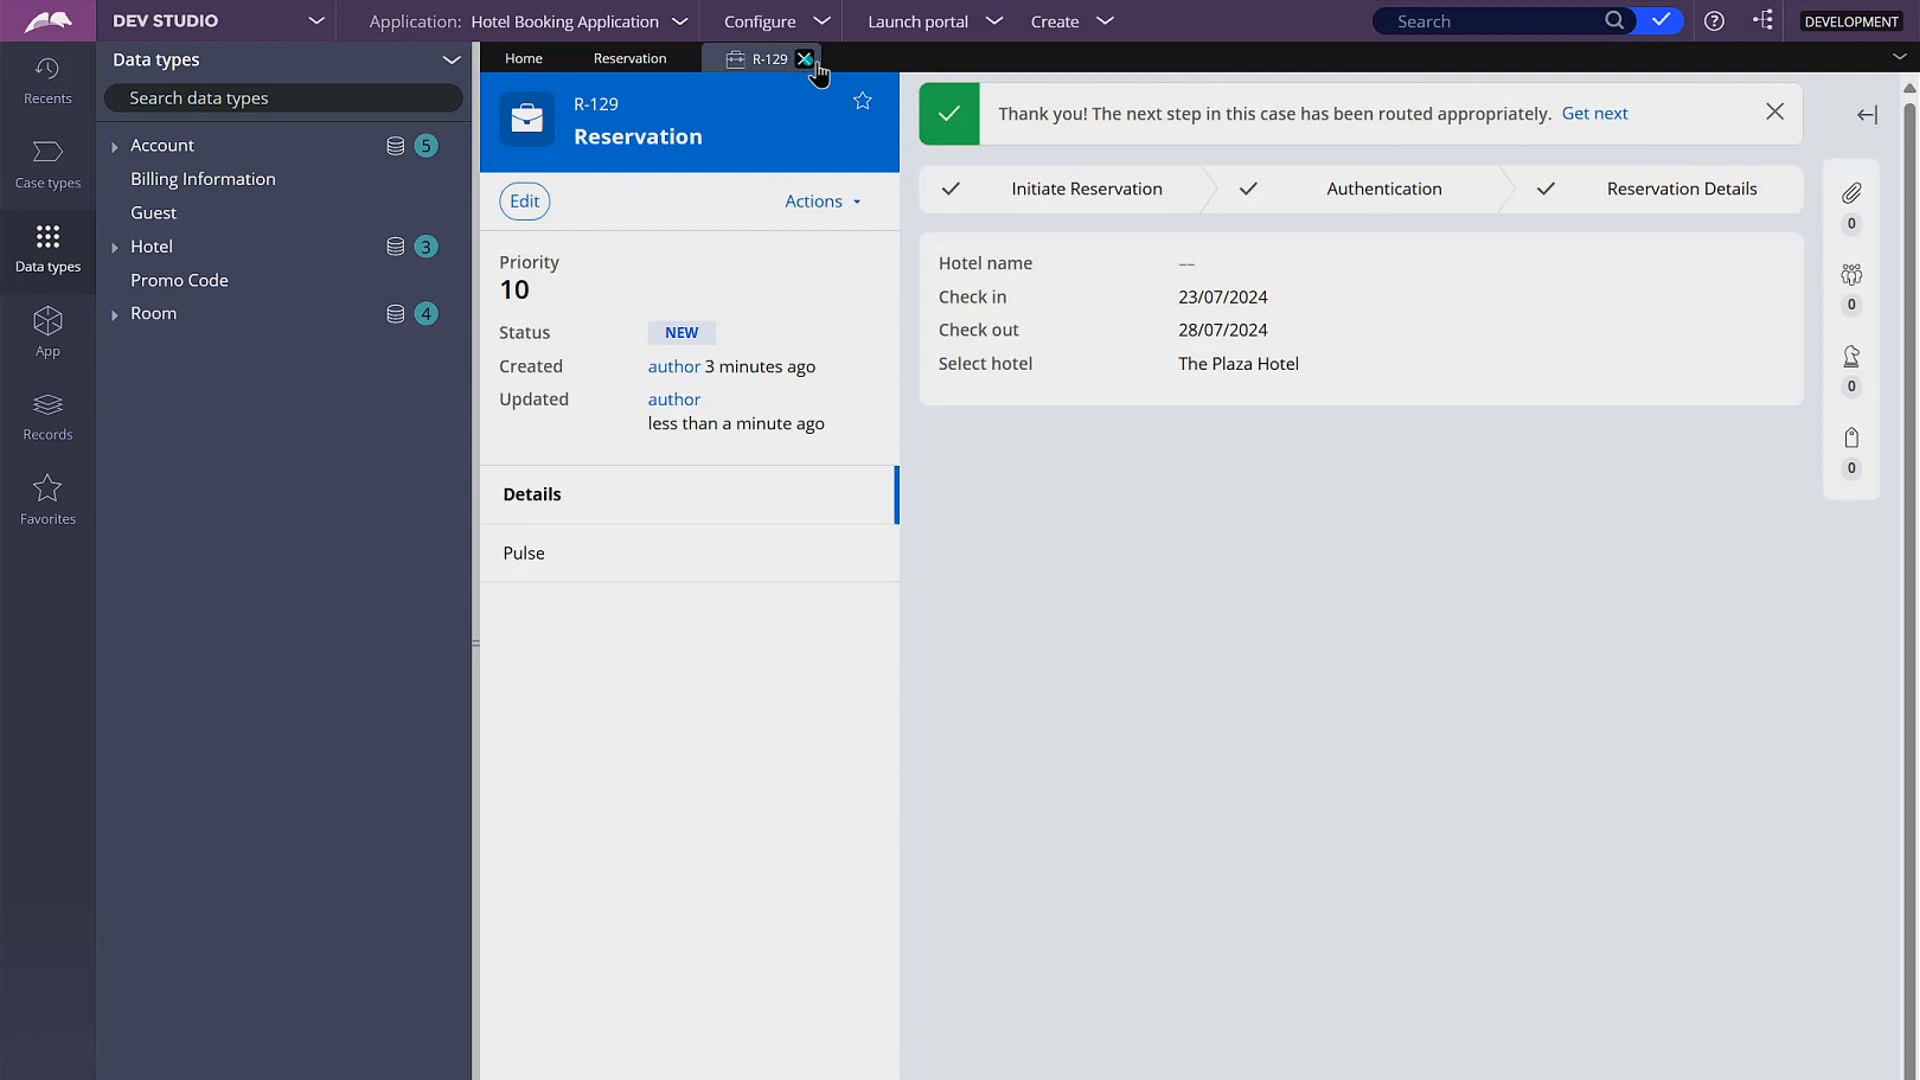 DEV STUDIO
Application: Hotel Booking Application
Configure
Launch portal
Create
Search
DEVELOPMENT
Recents
Case types
Data types
App
Records
Favorites
Data types
Search data types
Account 5
Billing Information
Guest
Hotel 3
Promo Code
Room 4
Home
Reservation
R-129
R-129
Reservation
Edit
Actions
Priority
10
Status NEW
Created author 3 minutes ago
Updated author
less than a minute ago
Details
Pulse
Thank you! The next step in this case has been routed appropriately. Get next
Initiate Reservation
Authentication
Reservation Details
Hotel name --
Check in 23/07/2024
Check out 28/07/2024
Select hotel The Plaza Hotel
0
0
0
0